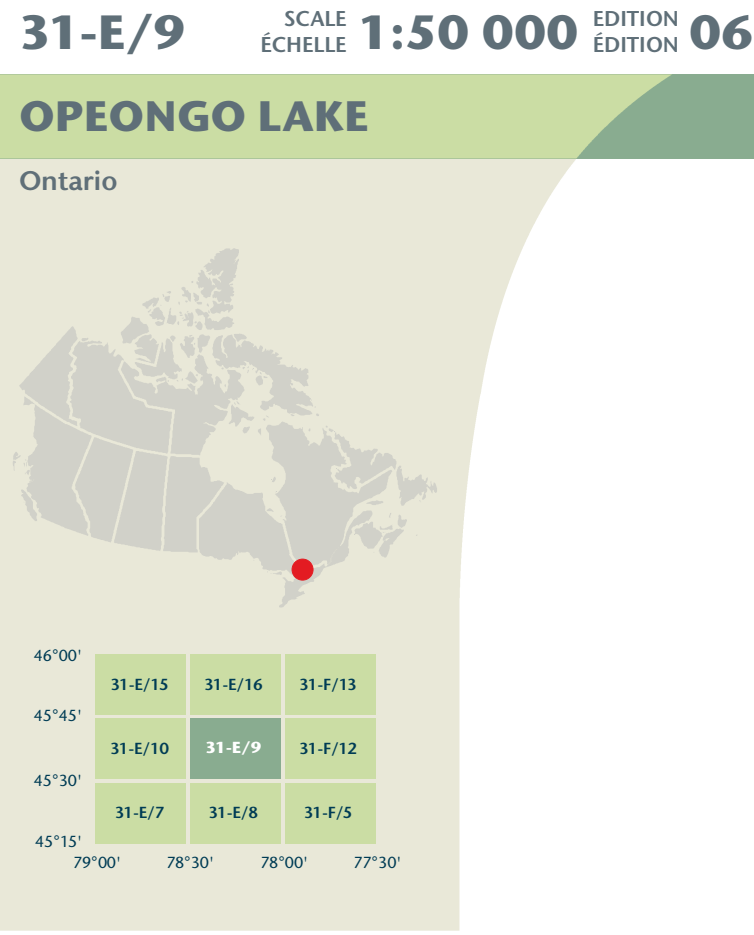 31-E/9 SCALE 1:50 000 EDITION 06
ÉCHELLE ÉDITION
OPEONGO LAKE
Ontario
46°00'
31-E/15 31-E/16 31-F/13
45°45'
31-E/10 31-E/9 31-F/12
45°30'
31-E/7 31-E/8 31-F/5
45°15'
79°00' 78°30' 78°00' 77°30'